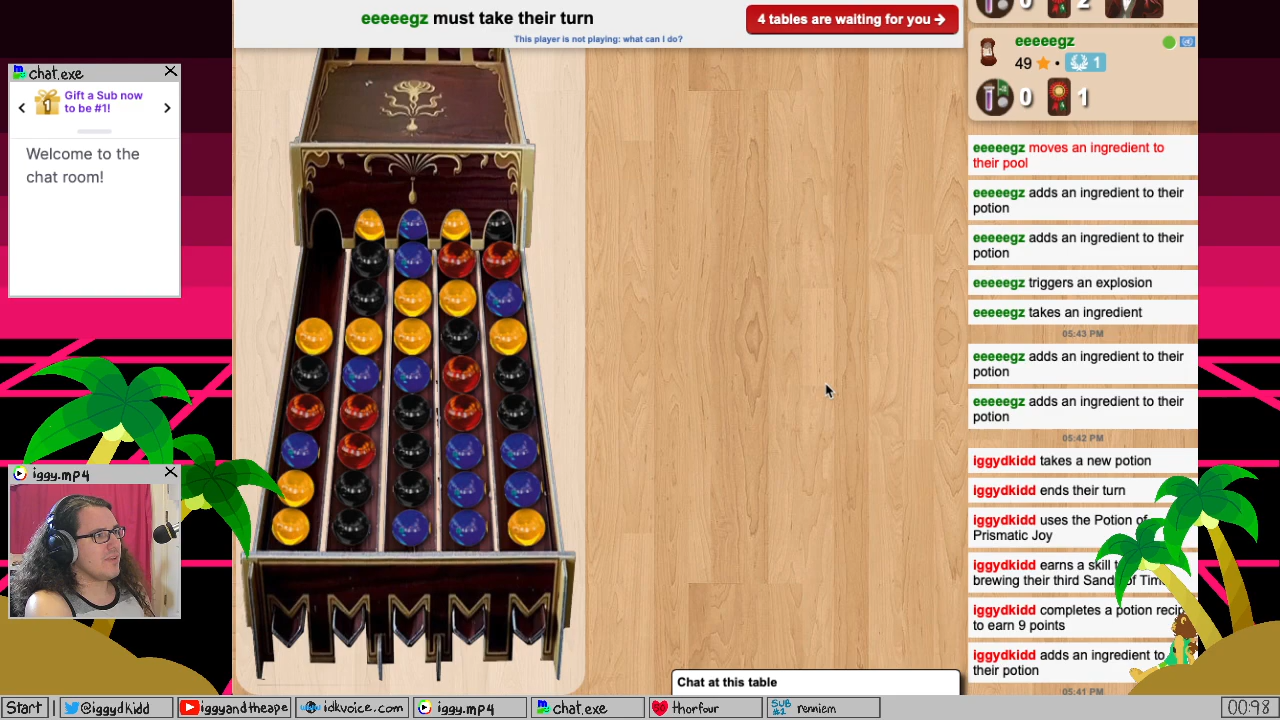 eeeeegz must take their turn
This player is not playing: what can I do?
4 tables are waiting for you →
chat.exe
Gift a Sub now
to be #1!
1
Welcome to the
chat room!
iggy.mp4
0
2
eeeeegz
49 ★ • 1
0
1
eeeeegz moves an ingredient to
their pool
eeeeegz adds an ingredient to their
potion
eeeeegz adds an ingredient to their
potion
eeeeegz triggers an explosion
eeeeegz takes an ingredient
05:43 PM
eeeeegz adds an ingredient to their
potion
eeeeegz adds an ingredient to their
potion
05:42 PM
iggydkidd takes a new potion
iggydkidd ends their turn
iggydkidd uses the Potion of
Prismatic Joy
iggydkidd earns a skill
brewing their third Sand of Tim
iggydkidd completes a potion recip
to earn 9 points
iggydkidd adds an ingredient to
their potion
05:41 PM
Chat at this table
Start
@iggydkidd
iggyandtheape
idkvoice.com
iggy.mp4
chat.exe
thorfour
SUB
#2
renniem
00:98